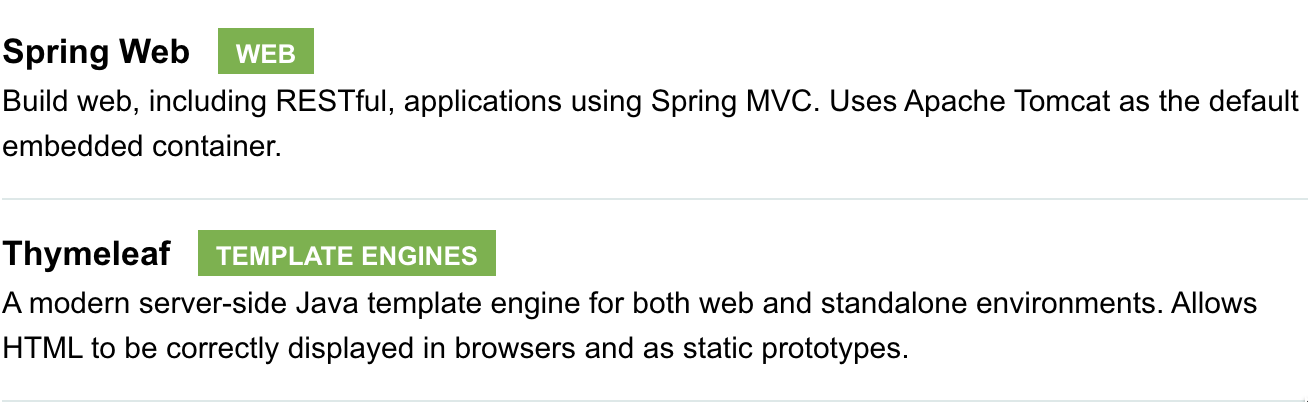 Spring Web WEB
Build web, including RESTful, applications using Spring MVC. Uses Apache Tomcat as the default
embedded container.
Thymeleaf TEMPLATE ENGINES
A modern server-side Java template engine for both web and standalone environments. Allows
HTML to be correctly displayed in browsers and as static prototypes.